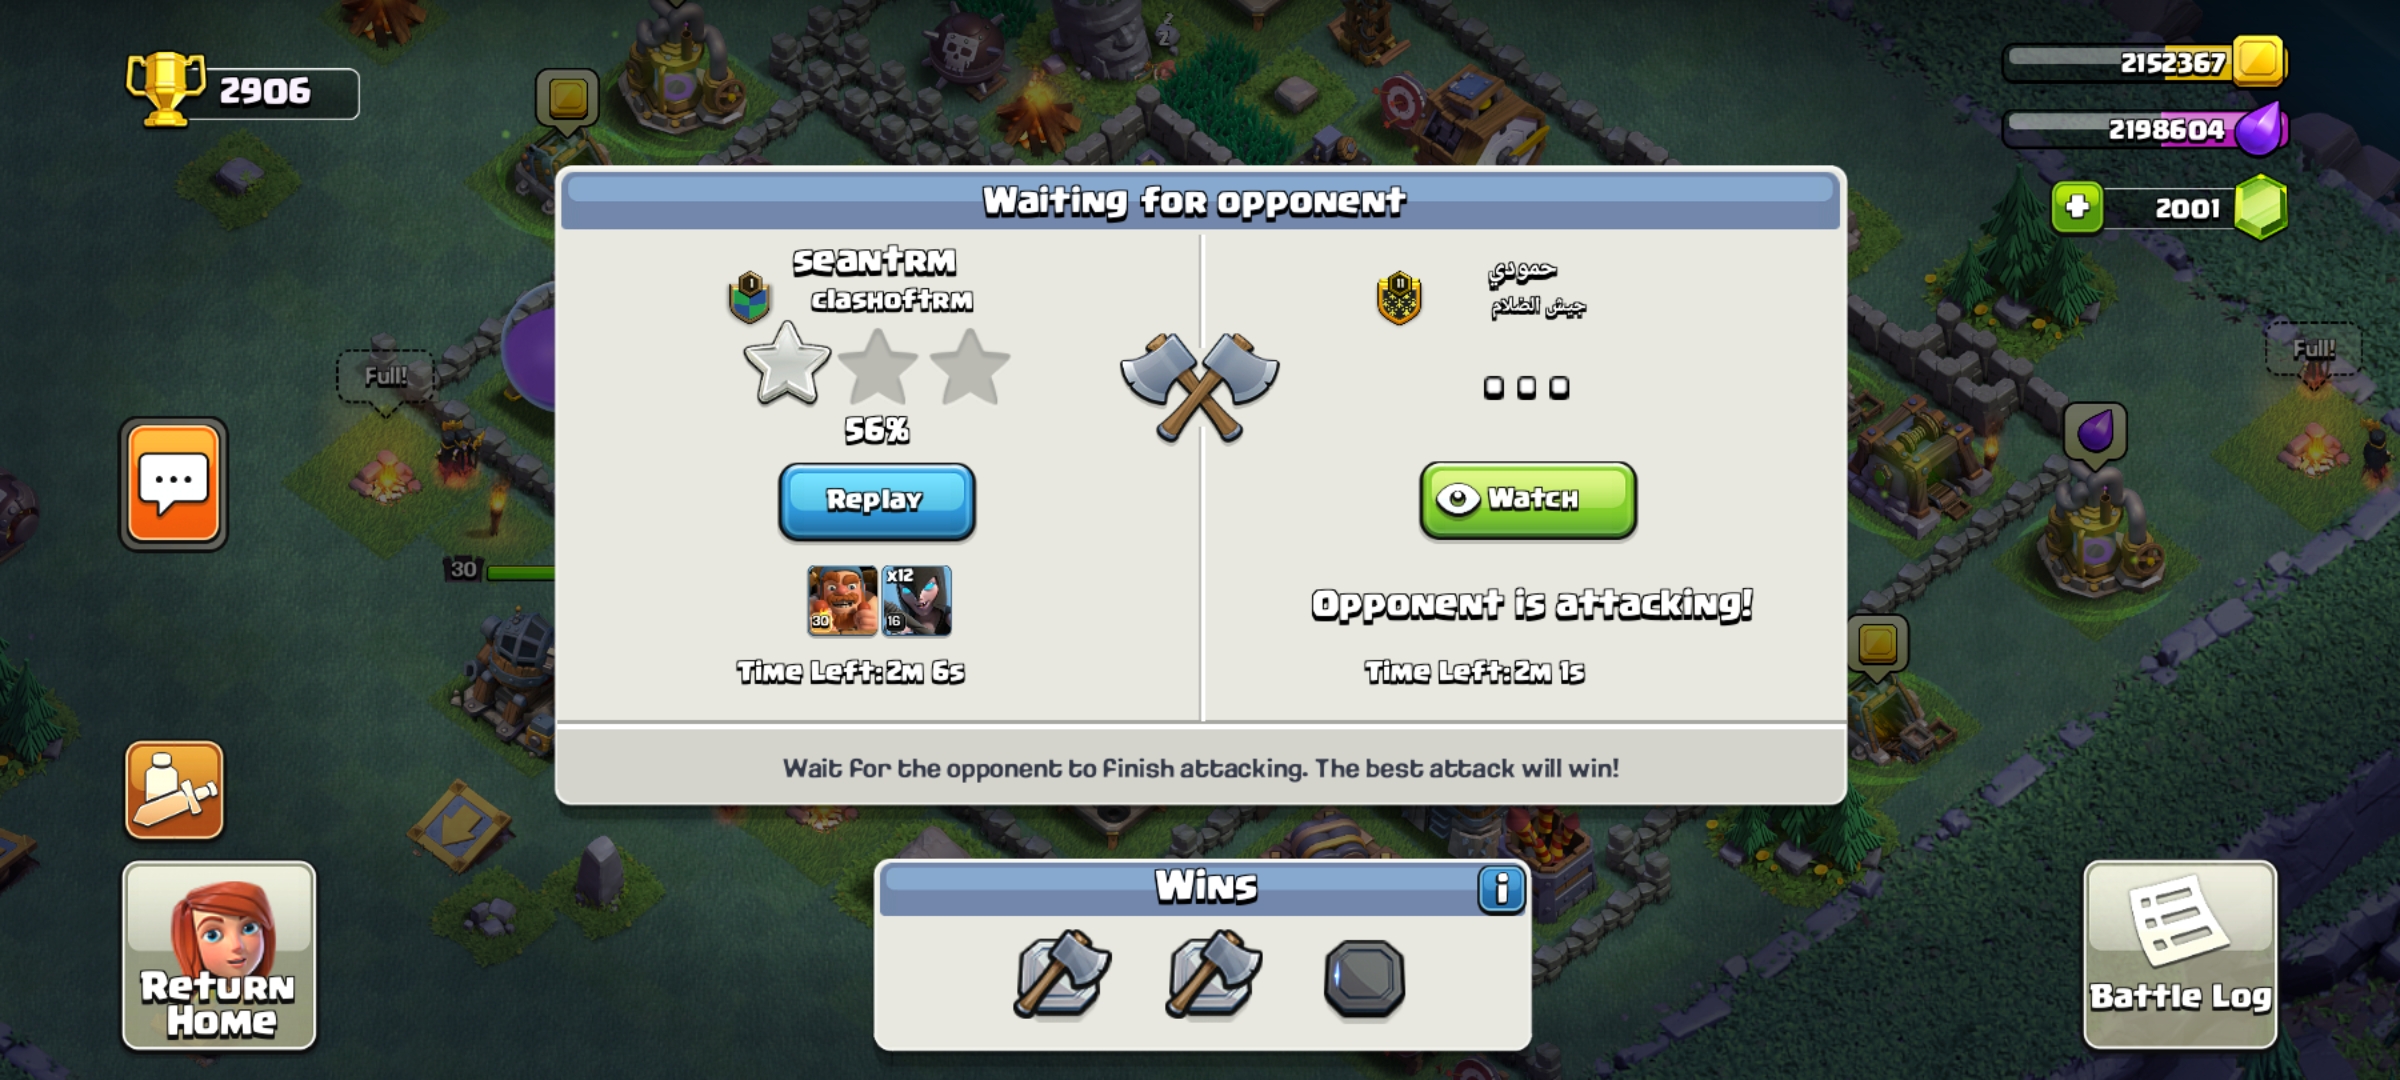 2906
2152367
2198604
2001
Waiting for opponent
seantrm
clashoftrm
56%
Replay
x12
30
16
Time Left:2m 6s
حمودي
جيش الضلام
Watch
Opponent is attacking!
Time Left:2m 1s
Wait for the opponent to finish attacking. The best attack will win!
Full!
Full!
30
Wins
i
Return
Home
Battle Log